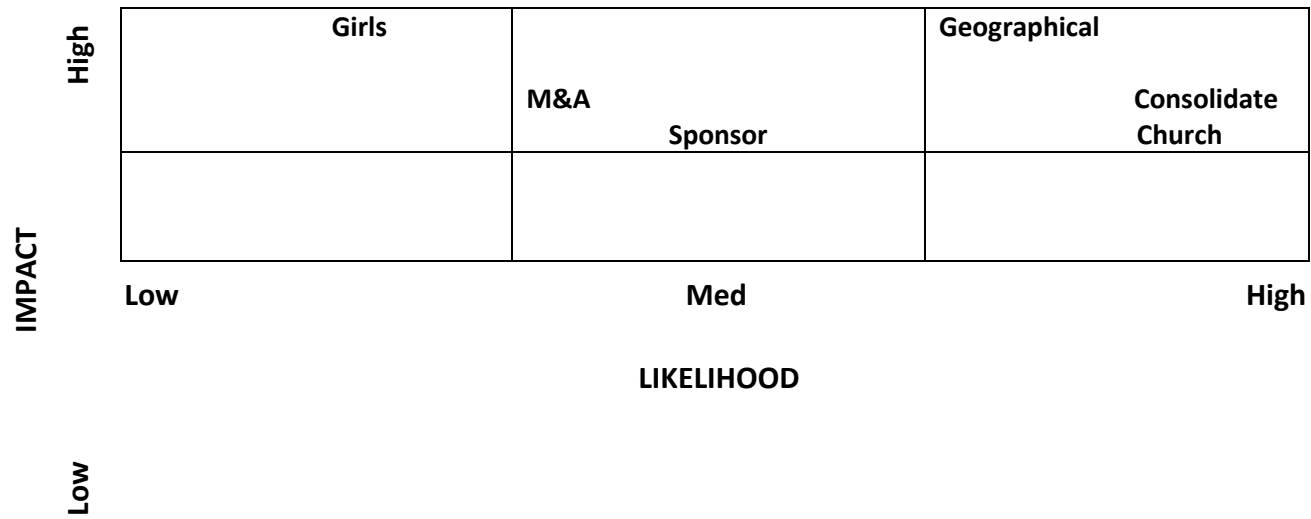 High
Girls
Geographical
M&A
Consolidate
Sponsor
Church
IMPACT
Low
Med
High
LIKELIHOOD
Low